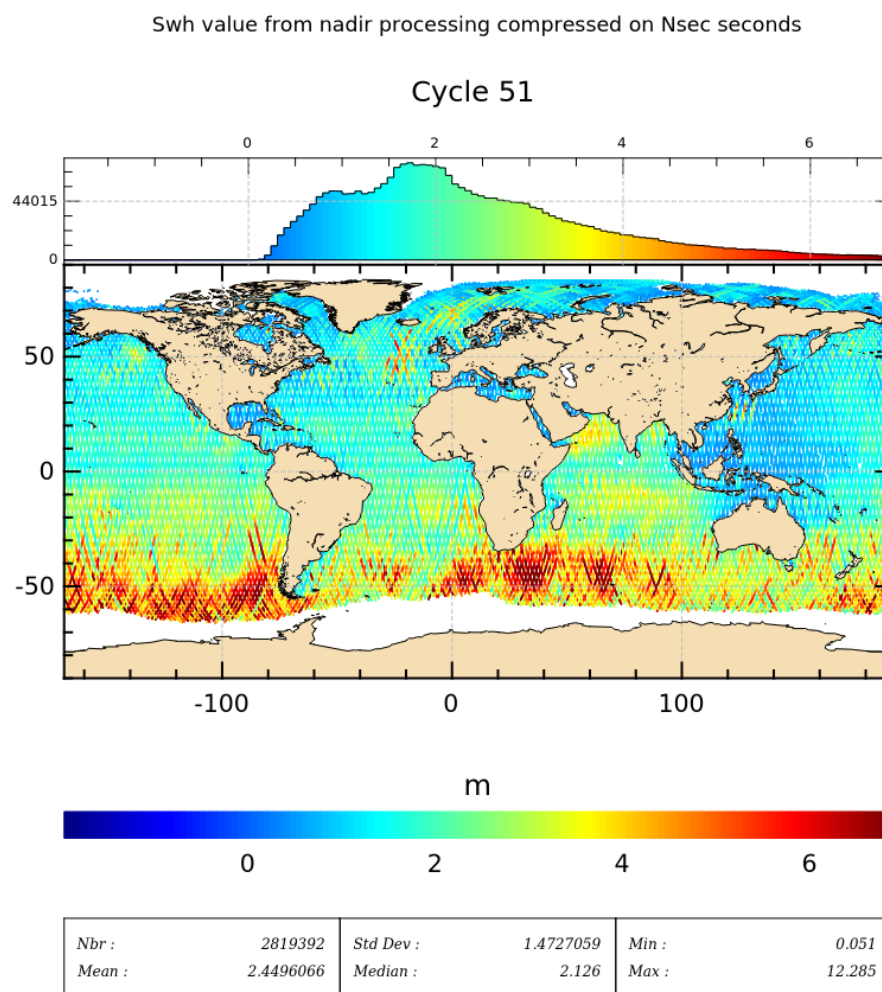 Swh value from nadir processing compressed on Nsec seconds
Cycle 51
0 2 4 6
44015
0
50
0
-50
-100 0 100
m
0 2 4 6
Nbr : 2819392 Std Dev : 1.4727059 Min : 0.051
Mean : 2.4496066 Median : 2.126 Max : 12.285